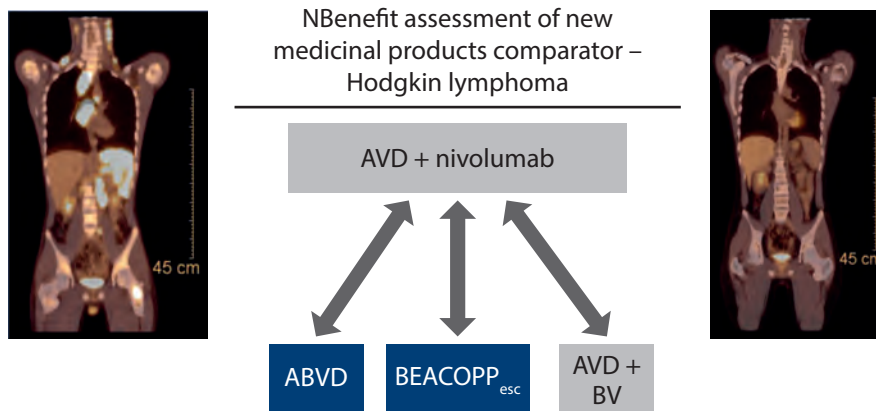 NBenefit assessment of new
medicinal products comparator –
Hodgkin lymphoma
AVD + nivolumab
45 cm
45 cm
ABVD
BEACOPPesc
AVD +
BV